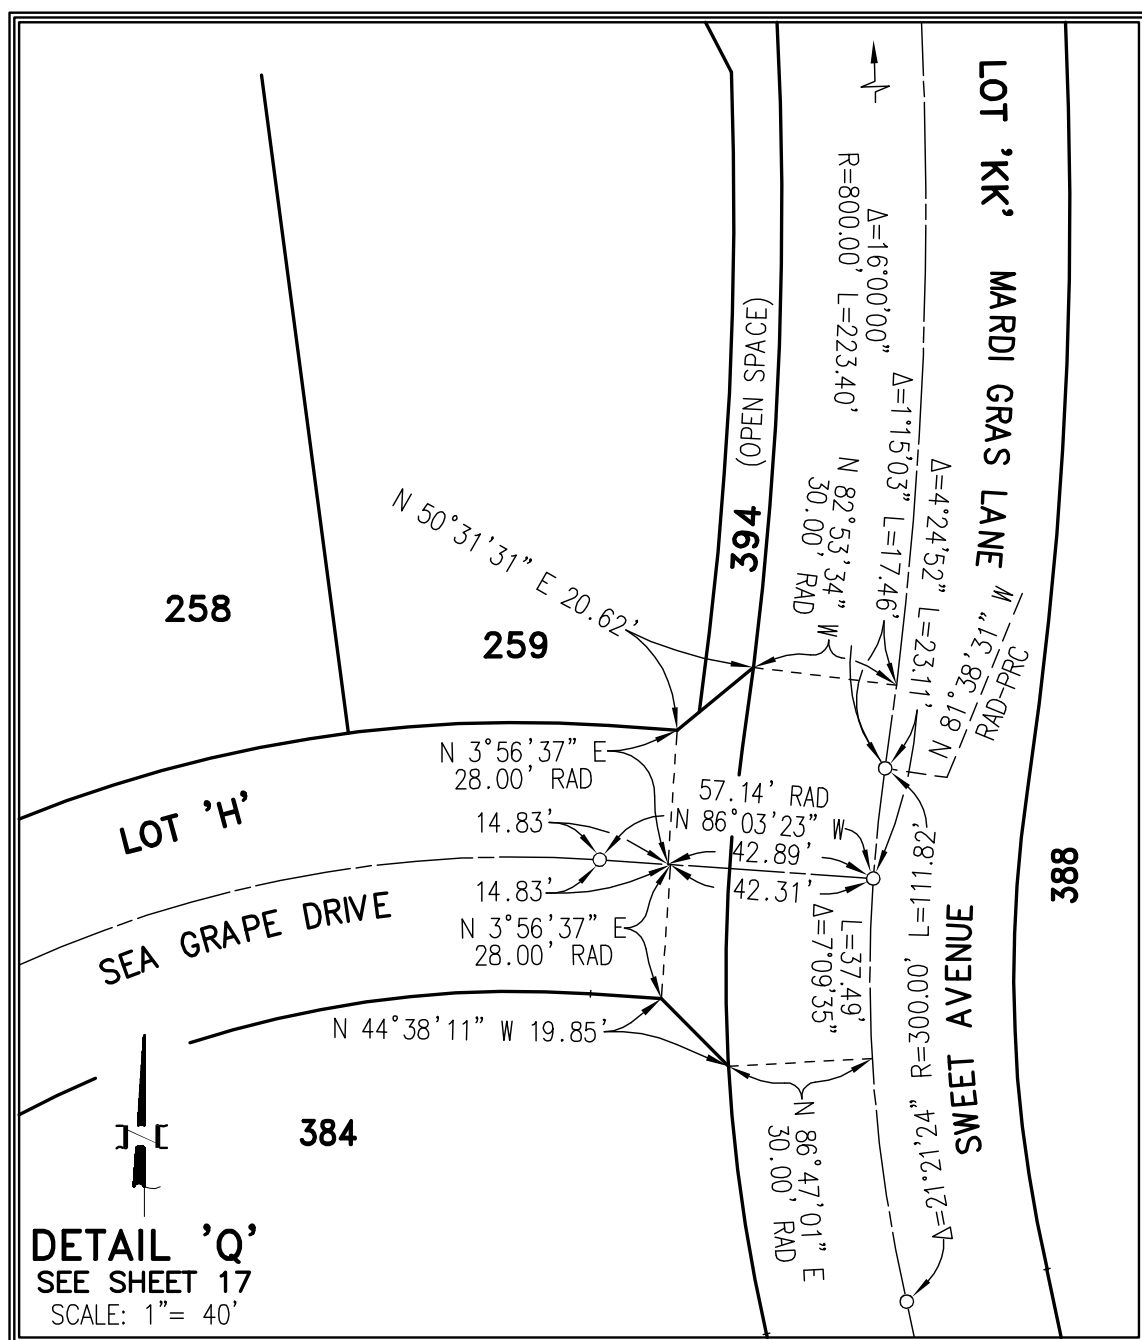 LOT 'KK' MARDI GRAS LANE
Δ=16°00'00"
R=800.00' L=223.40'
Δ=1°15'03" L=17.46'
Δ=4°24'52" L=23.11'
N 82°53'34" W
30.00' RAD
N 81°38'31" W
RAD-PRC
394 (OPEN SPACE)
N 50°31'31" E 20.62'
258
259
N 3°56'37" E
28.00' RAD
57.14' RAD
N 86°03'23" W
14.83'
42.89'
14.83'
42.31'
LOT 'H'
SEA GRAPE DRIVE
N 3°56'37" E
28.00' RAD
L=37.49'
Δ=7°09'35"
Δ=21°21'24" R=300.00' L=111.82'
388
SWEET AVENUE
N 44°38'11" W 19.85'
N 86°47'01" E
30.00' RAD
384
DETAIL 'Q'
SEE SHEET 17
SCALE: 1"= 40'